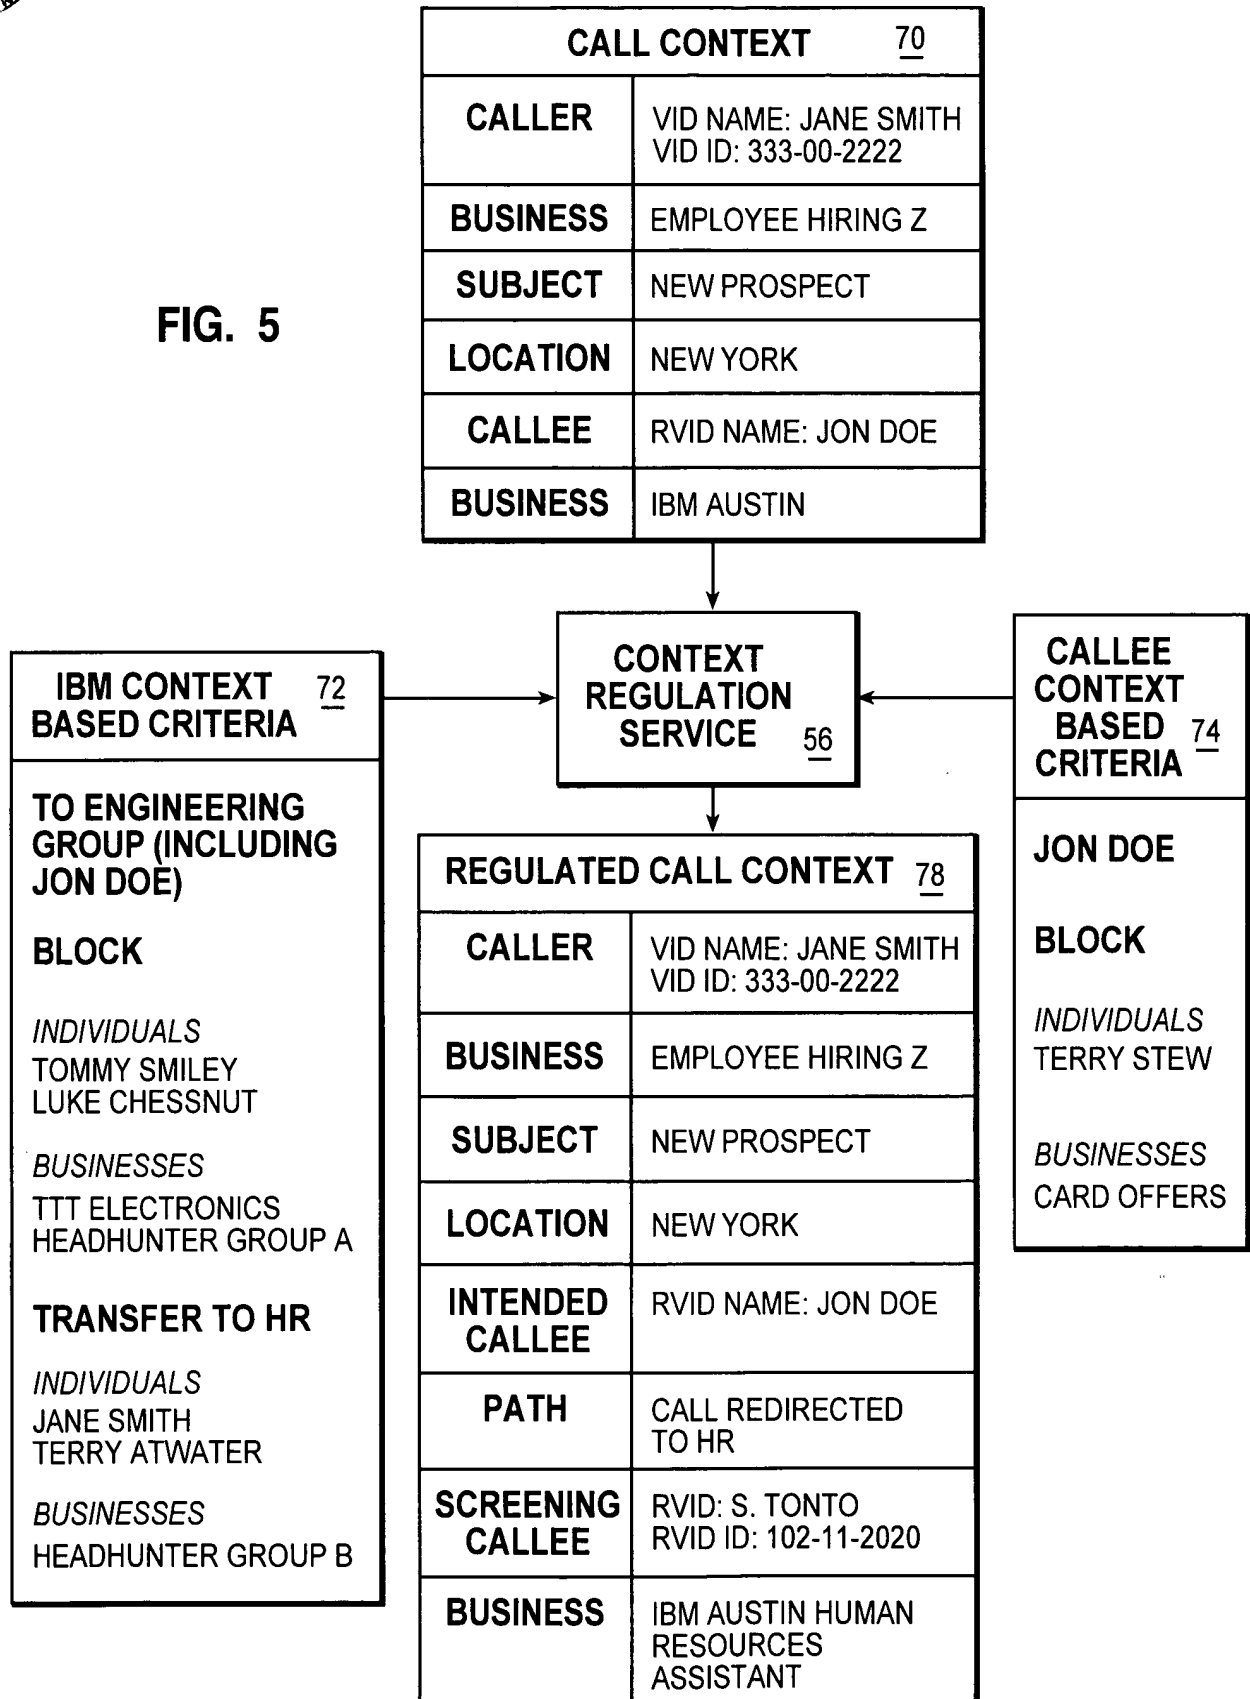 CALL CONTEXT 70
CALLER
VID NAME: JANE SMITH
VID ID: 333-00-2222
BUSINESS
EMPLOYEE HIRING Z
SUBJECT
NEW PROSPECT
LOCATION
NEW YORK
CALLEE
RVID NAME: JON DOE
BUSINESS
IBM AUSTIN
FIG. 5
IBM CONTEXT 72
BASED CRITERIA
TO ENGINEERING
GROUP (INCLUDING
JON DOE)
BLOCK
INDIVIDUALS
TOMMY SMILEY
LUKE CHESSNUT
BUSINESSES
TTT ELECTRONICS
HEADHUNTER GROUP A
TRANSFER TO HR
INDIVIDUALS
JANE SMITH
TERRY ATWATER
BUSINESSES
HEADHUNTER GROUP B
CONTEXT
REGULATION
SERVICE 56
CALLEE
CONTEXT
BASED 74
CRITERIA
JON DOE
BLOCK
INDIVIDUALS
TERRY STEW
BUSINESSES
CARD OFFERS
REGULATED CALL CONTEXT 78
CALLER
VID NAME: JANE SMITH
VID ID: 333-00-2222
BUSINESS
EMPLOYEE HIRING Z
SUBJECT
NEW PROSPECT
LOCATION
NEW YORK
INTENDED
CALLEE
RVID NAME: JON DOE
PATH
CALL REDIRECTED
TO HR
SCREENING
CALLEE
RVID: S. TONTO
RVID ID: 102-11-2020
BUSINESS
IBM AUSTIN HUMAN
RESOURCES
ASSISTANT